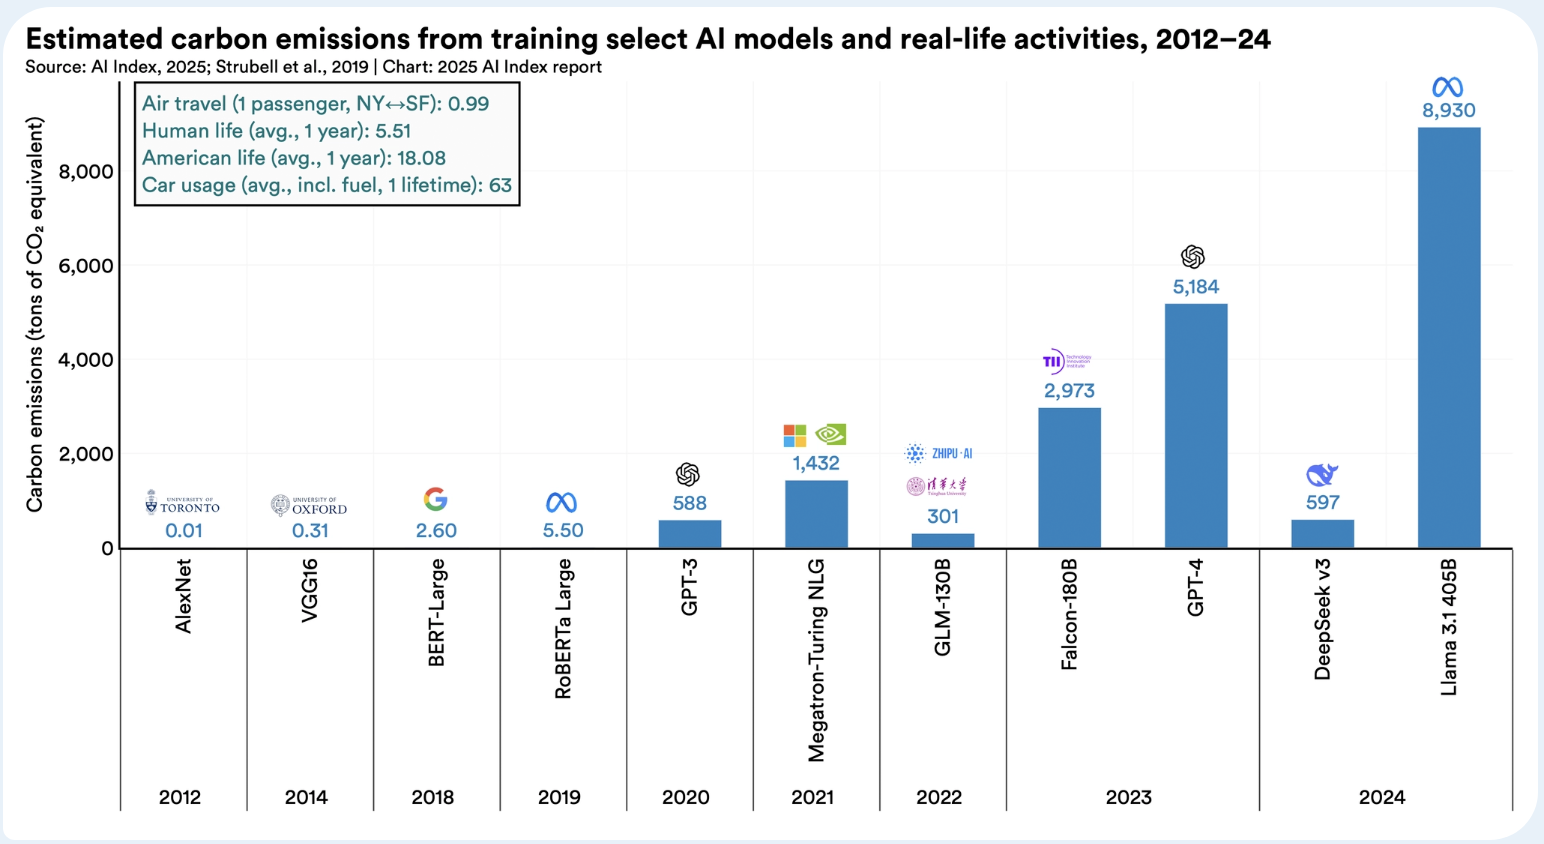 Estimated carbon emissions from training select AI models and real-life activities, 2012–24
Source: AI Index, 2025; Strubell et al., 2019 | Chart: 2025 AI Index report
Air travel (1 passenger, NY↔SF): 0.99
Human life (avg., 1 year): 5.51
American life (avg., 1 year): 18.08
Car usage (avg., incl. fuel, 1 lifetime): 63
Carbon emissions (tons of CO₂ equivalent)
8,000
6,000
4,000
2,000
0
UNIVERSITY OF
TORONTO
0.01
UNIVERSITY OF
OXFORD
0.31
2.60
5.50
588
1,432
ZHIPU·AI
清华大学
Tsinghua University
301
TII
Technology
Innovation
Institute
2,973
5,184
597
8,930
AlexNet
VGG16
BERT-Large
RoBERTa Large
GPT-3
Megatron-Turing NLG
GLM-130B
Falcon-180B
GPT-4
DeepSeek v3
Llama 3.1 405B
2012
2014
2018
2019
2020
2021
2022
2023
2024